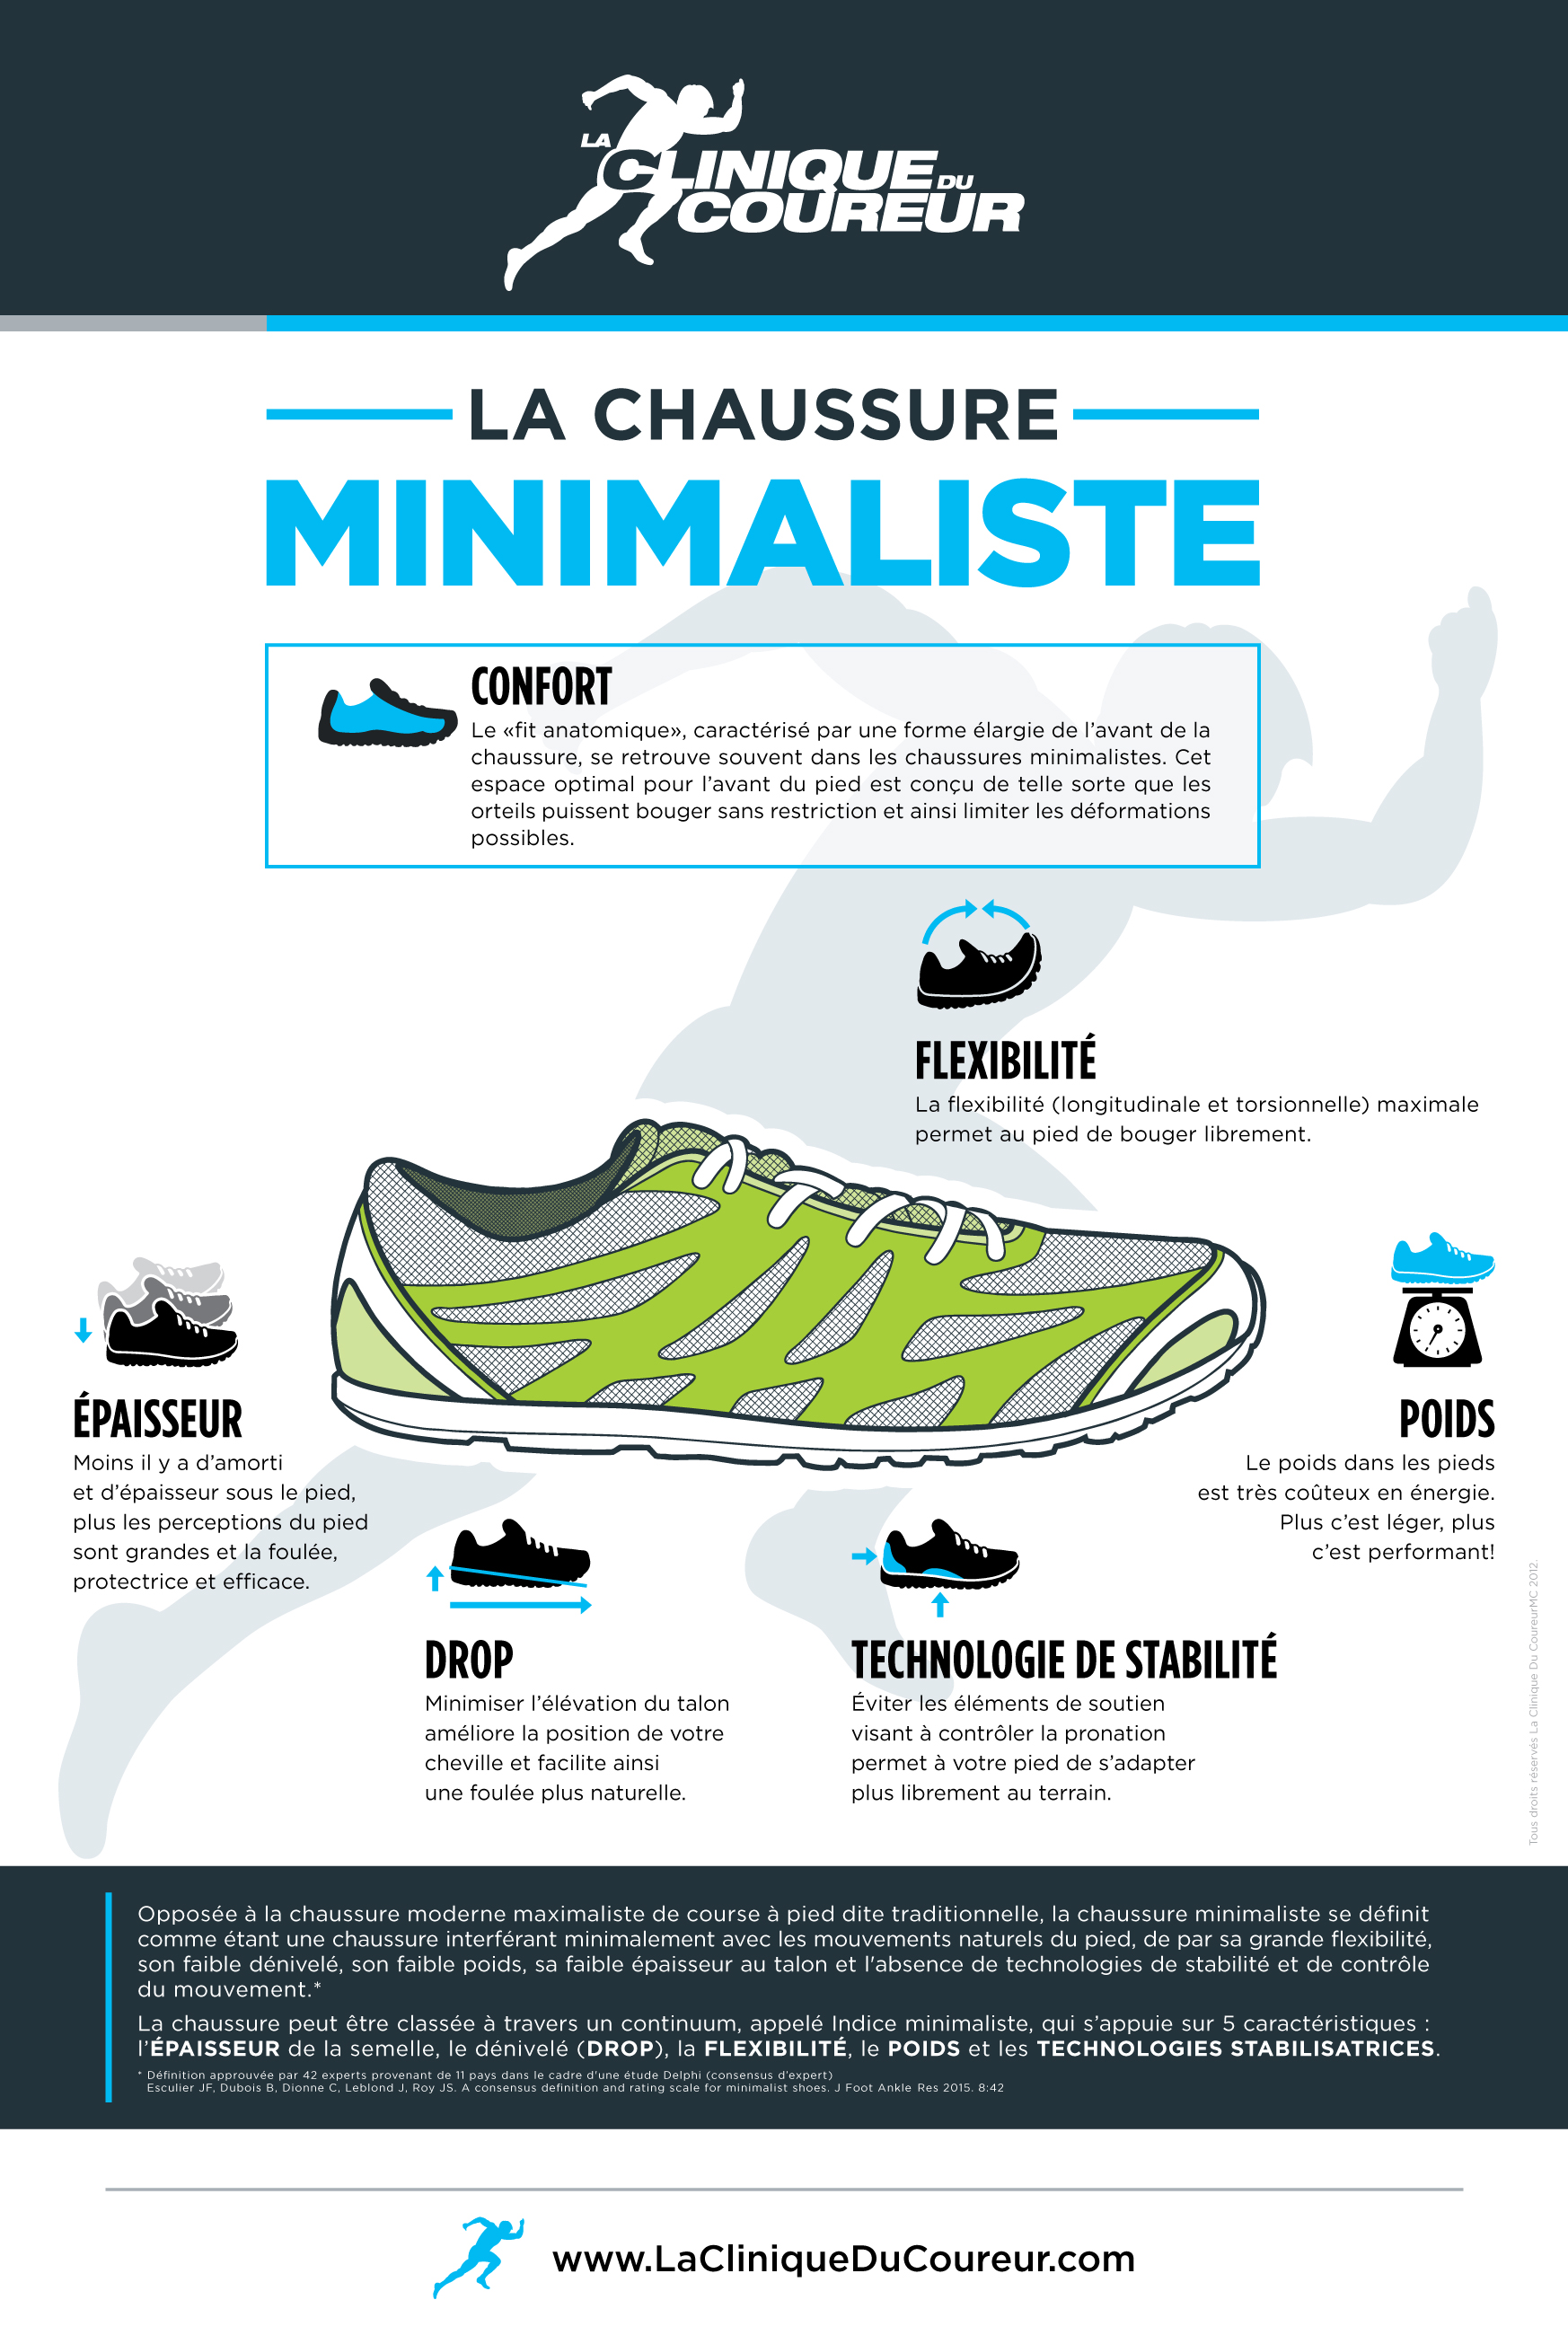 LA
CLINIQUE DU
COUREUR
LA CHAUSSURE
MINIMALISTE
CONFORT
Le «fit anatomique», caractérisé par une forme élargie de l’avant de la
chaussure, se retrouve souvent dans les chaussures minimalistes. Cet
espace optimal pour l’avant du pied est conçu de telle sorte que les
orteils puissent bouger sans restriction et ainsi limiter les déformations
possibles.
FLEXIBILITÉ
La flexibilité (longitudinale et torsionnelle) maximale
permet au pied de bouger librement.
ÉPAISSEUR
Moins il y a d’amorti
et d’épaisseur sous le pied,
plus les perceptions du pied
sont grandes et la foulée,
protectrice et efficace.
POIDS
Le poids dans les pieds
est très coûteux en énergie.
Plus c’est léger, plus
c’est performant!
DROP
Minimiser l’élévation du talon
améliore la position de votre
cheville et facilite ainsi
une foulée plus naturelle.
TECHNOLOGIE DE STABILITÉ
Éviter les éléments de soutien
visant à contrôler la pronation
permet à votre pied de s’adapter
plus librement au terrain.
Tous droits réservés La Clinique Du CoureurMC 2012.
Opposée à la chaussure moderne maximaliste de course à pied dite traditionnelle, la chaussure minimaliste se définit
comme étant une chaussure interférant minimalement avec les mouvements naturels du pied, de par sa grande flexibilité,
son faible dénivelé, son faible poids, sa faible épaisseur au talon et l'absence de technologies de stabilité et de contrôle
du mouvement.*
La chaussure peut être classée à travers un continuum, appelé Indice minimaliste, qui s’appuie sur 5 caractéristiques :
l’ÉPAISSEUR de la semelle, le dénivelé (DROP), la FLEXIBILITÉ, le POIDS et les TECHNOLOGIES STABILISATRICES.
* Définition approuvée par 42 experts provenant de 11 pays dans le cadre d'une étude Delphi (consensus d’expert)
Esculier JF, Dubois B, Dionne C, Leblond J, Roy JS. A consensus definition and rating scale for minimalist shoes. J Foot Ankle Res 2015. 8:42
www.LaCliniqueDuCoureur.com